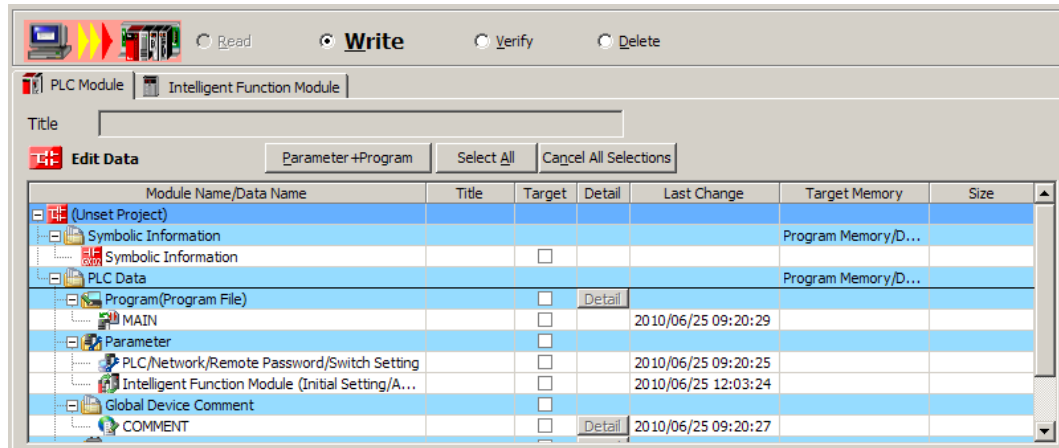 Read Write Verify Delete
PLC Module Intelligent Function Module
Title
Edit Data Parameter+Program Select All Cancel All Selections
Module Name/Data Name Title Target Detail Last Change Target Memory Size
(Unset Project)
Symbolic Information Program Memory/D...
Symbolic Information
PLC Data Program Memory/D...
Program(Program File) Detail
MAIN 2010/06/25 09:20:29
Parameter
PLC/Network/Remote Password/Switch Setting 2010/06/25 09:20:25
Intelligent Function Module (Initial Setting/A... 2010/06/25 12:03:24
Global Device Comment
COMMENT Detail 2010/06/25 09:20:27